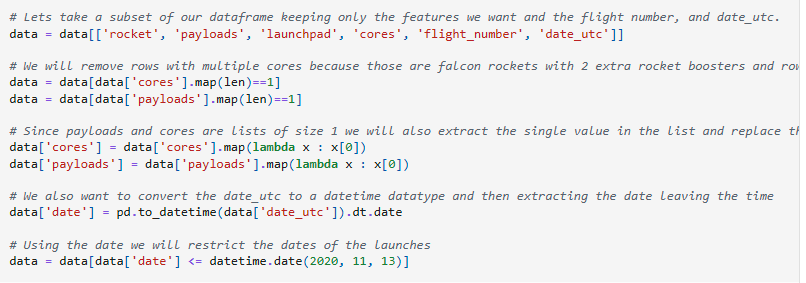 # Lets take a subset of our dataframe keeping only the features we want and the flight number, and date_utc.
data = data[['rocket', 'payloads', 'launchpad', 'cores', 'flight_number', 'date_utc']]
# We will remove rows with multiple cores because those are falcon rockets with 2 extra rocket boosters and
data = data[data['cores'].map(len)==1]
data = data[data['payloads'].map(len)==1]
# Since payloads and cores are lists of size 1 we will also extract the single value in the list and replace
data['cores'] = data['cores'].map(lambda x : x[0])
data['payloads'] = data['payloads'].map(lambda x : x[0])
# We also want to convert the date_utc to a datetime datatype and then extracting the date leaving the time
data['date'] = pd.to_datetime(data['date_utc']).dt.date
# Using the date we will restrict the dates of the launches
data = data[data['date'] <= datetime.date(2020, 11, 13)]